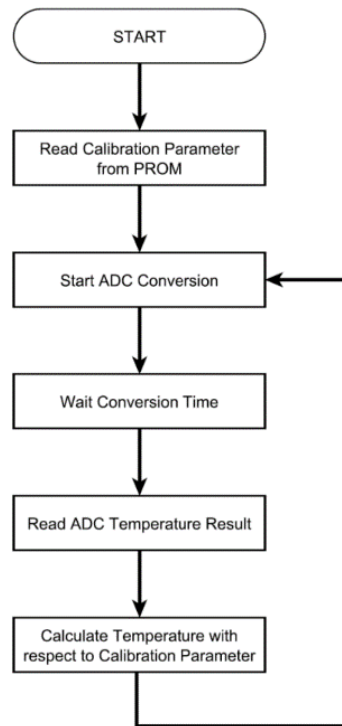 START
Read Calibration Parameter
from PROM
Start ADC Conversion
Wait Conversion Time
Read ADC Temperature Result
Calculate Temperature with
respect to Calibration Parameter